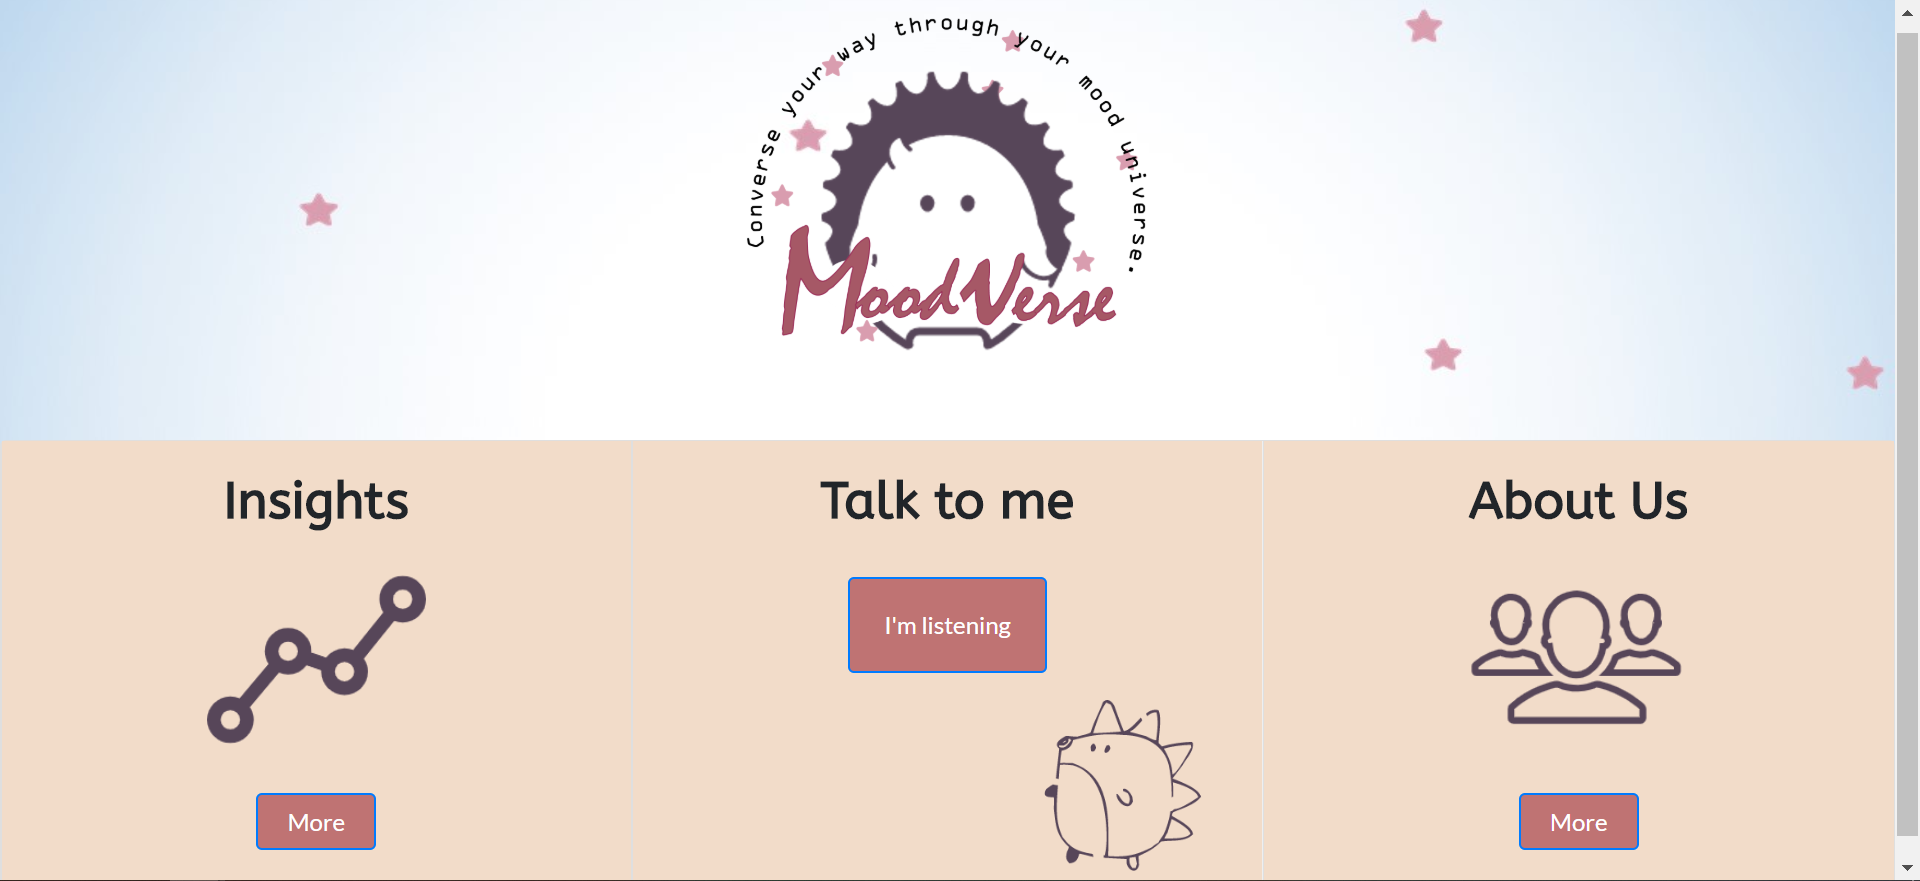 Converse your way through your mood universe.
MoodVerse
Insights
Talk to me
About Us
I'm listening
More
More